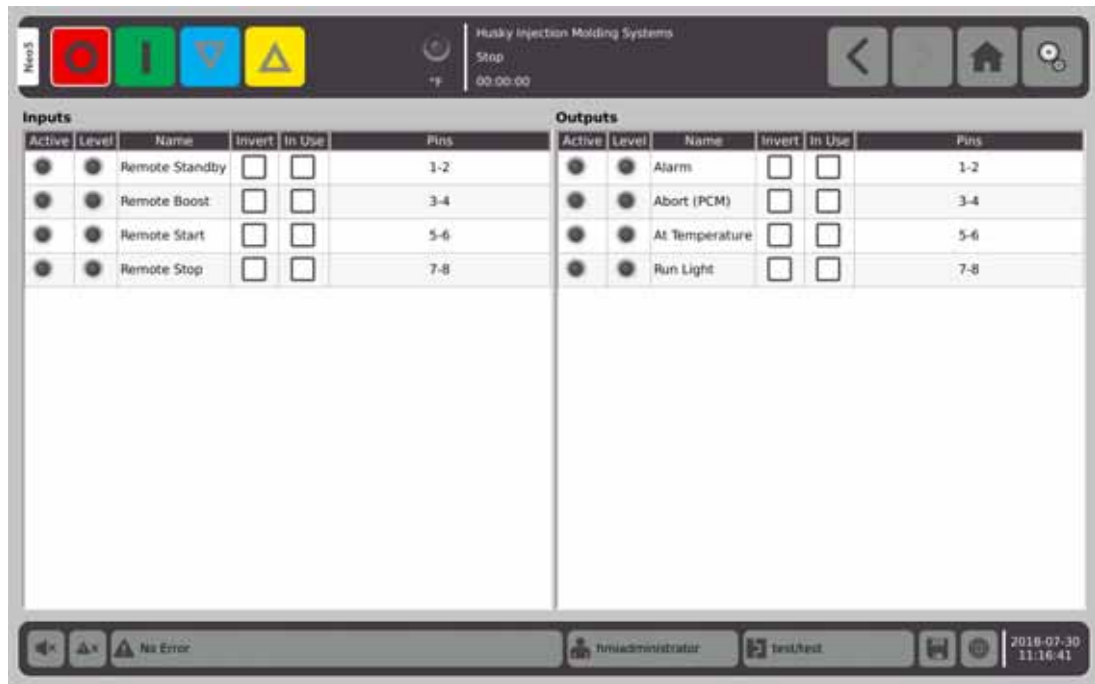 Neo5
Husky Injection Molding Systems
Stop
°F
00:00:00
Inputs
Active Level Name Invert In Use Pins
Remote Standby 1-2
Remote Boost 3-4
Remote Start 5-6
Remote Stop 7-8
Outputs
Active Level Name Invert In Use Pins
Alarm 1-2
Abort (PCM) 3-4
At Temperature 5-6
Run Light 7-8
No Error
hmiadministrator
test/test
2018-07-30
11:16:41